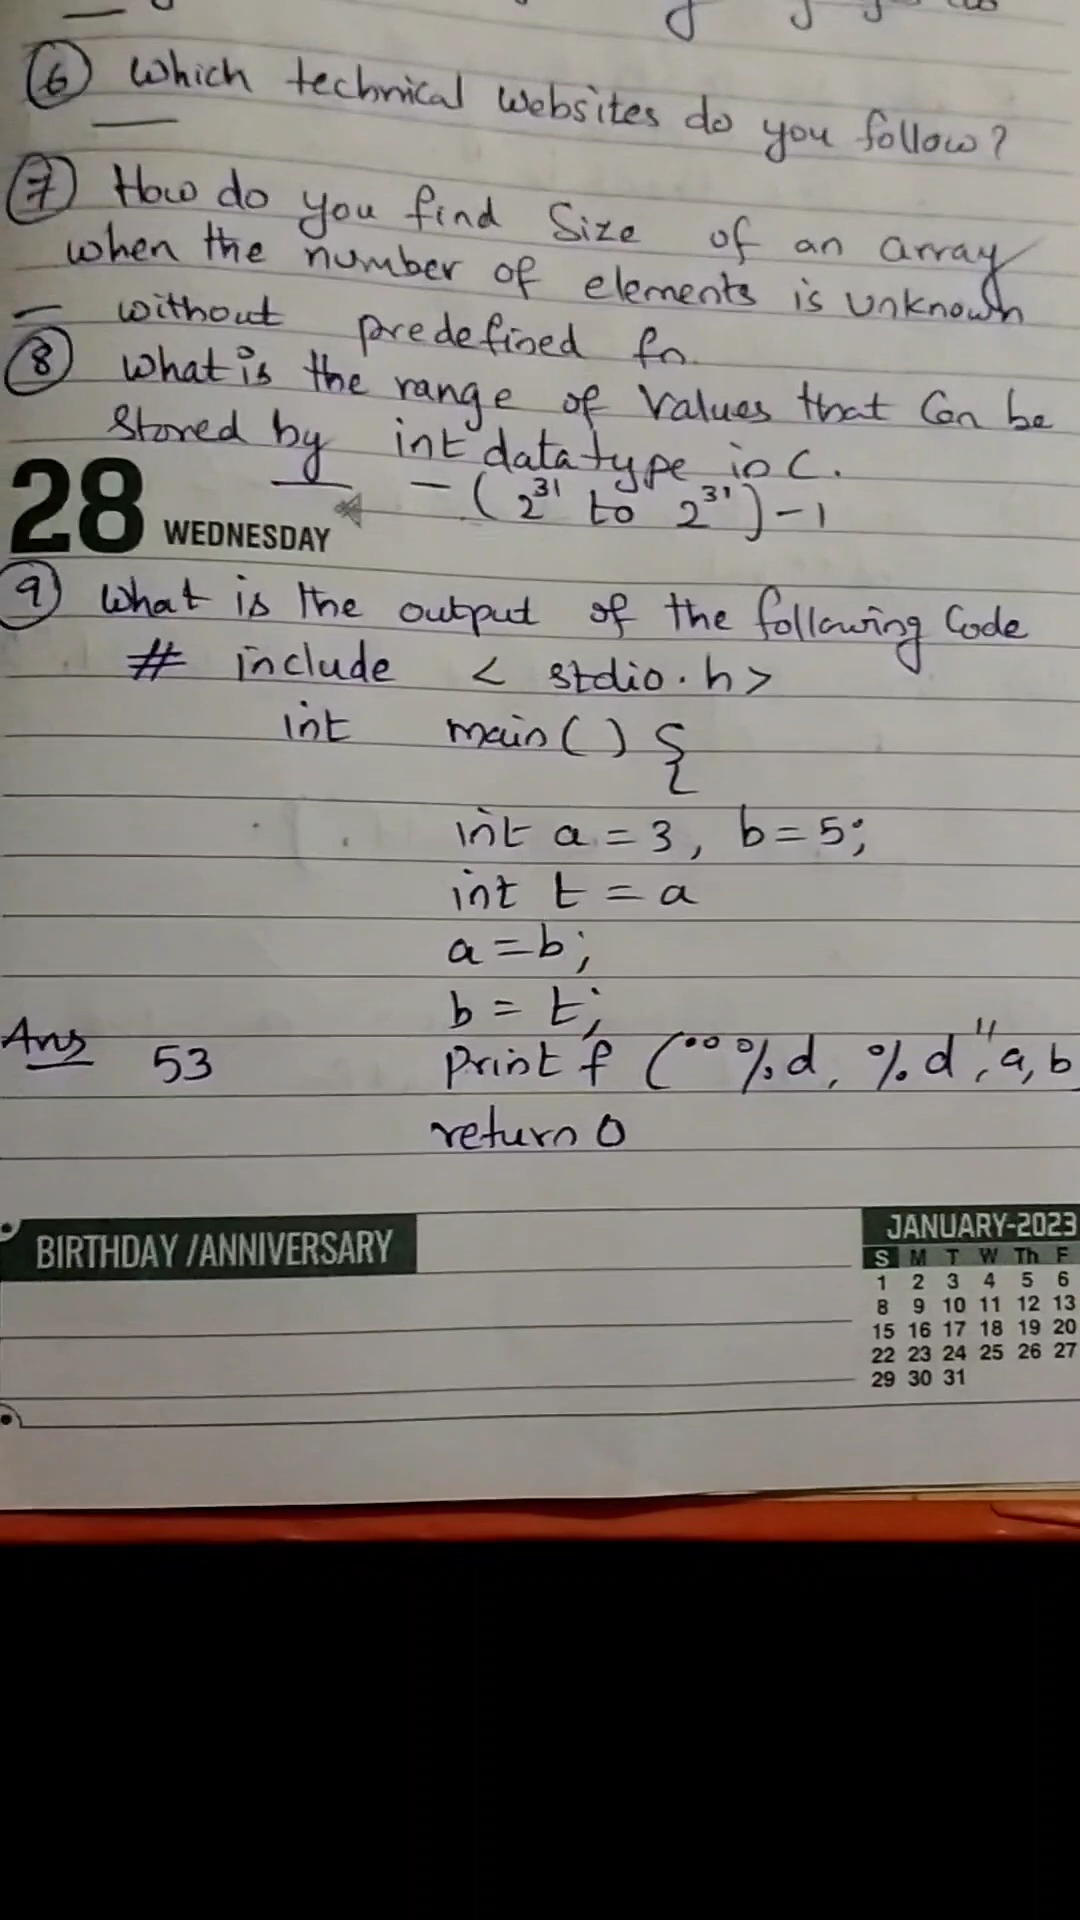 ⑥ Which technical websites do you follow?
⑦ How do you find Size of an array
when the number of elements is unknown
— without predefined fn.
⑧ What is the range of Values that Can be
Stored by int data type in C.
28 WEDNESDAY
— (2³¹ to 2³¹) - 1
⑨ What is the output of the following Code
# include < stdio.h>
int main() {
int a = 3, b = 5;
int t = a
a = b;
b = t;
Ans 53 Print f ("%d, %d", a, b
return 0
BIRTHDAY /ANNIVERSARY
JANUARY-2023
S M T W Th F
1 2 3 4 5 6
8 9 10 11 12 13
15 16 17 18 19 20
22 23 24 25 26 27
29 30 31